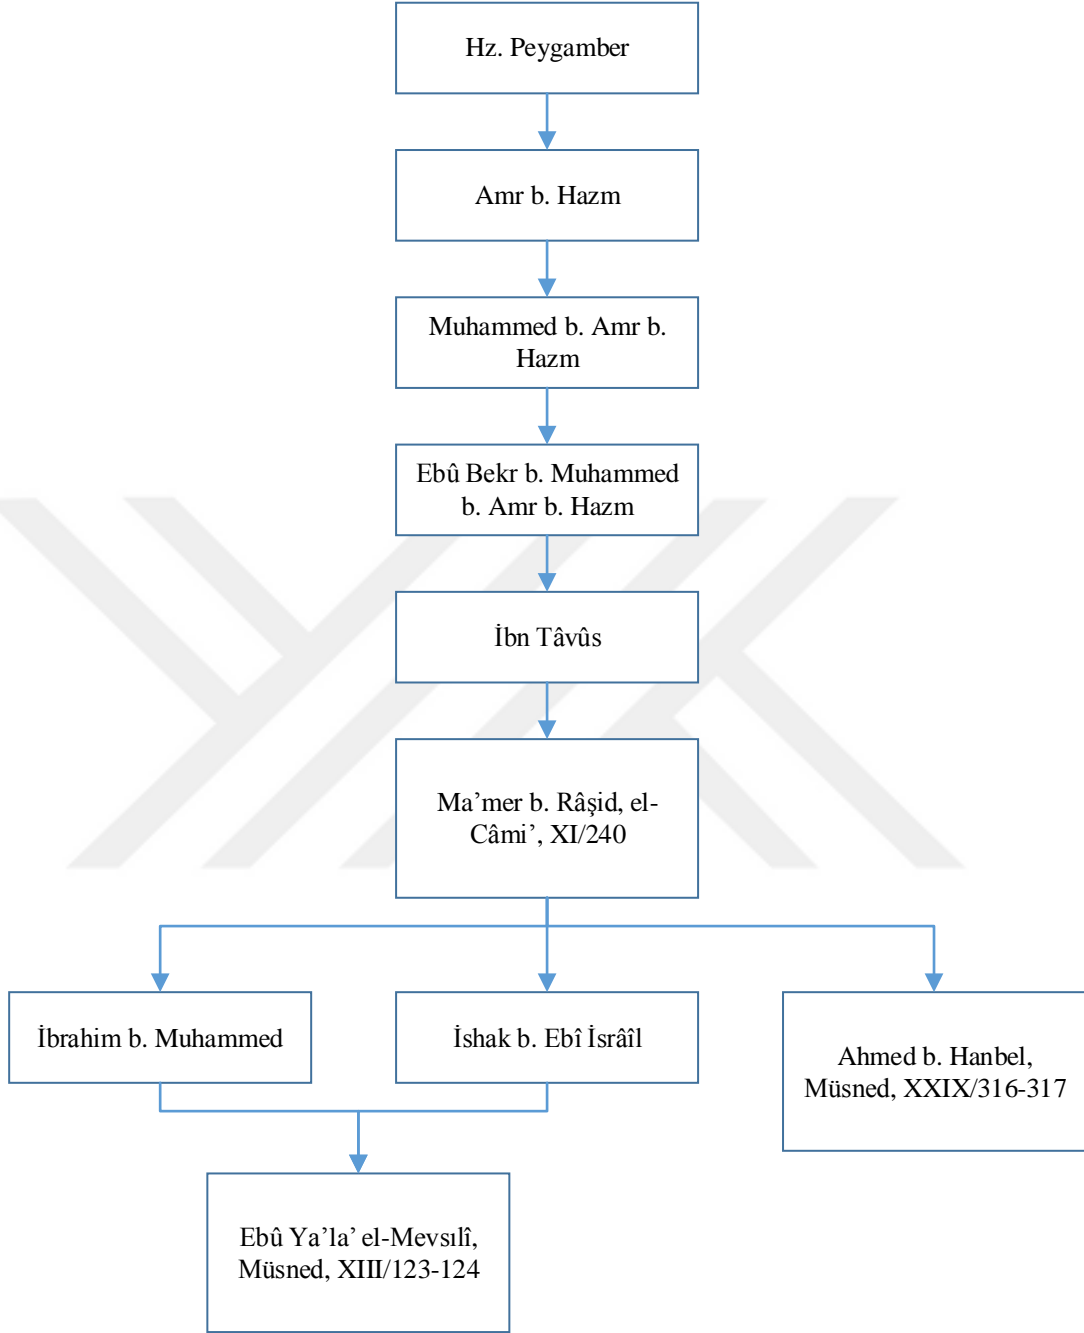 Hz. Peygamber
Amr b. Hazm
Muhammed b. Amr b.
Hazm
Ebû Bekr b. Muhammed
b. Amr b. Hazm
İbn Tâvûs
Ma’mer b. Râşid, el-
Câmi’, XI/240
İbrahim b. Muhammed
İshak b. Ebî İsrâîl
Ahmed b. Hanbel,
Müsned, XXIX/316-317
Ebû Ya’la’ el-Mevsılî,
Müsned, XIII/123-124